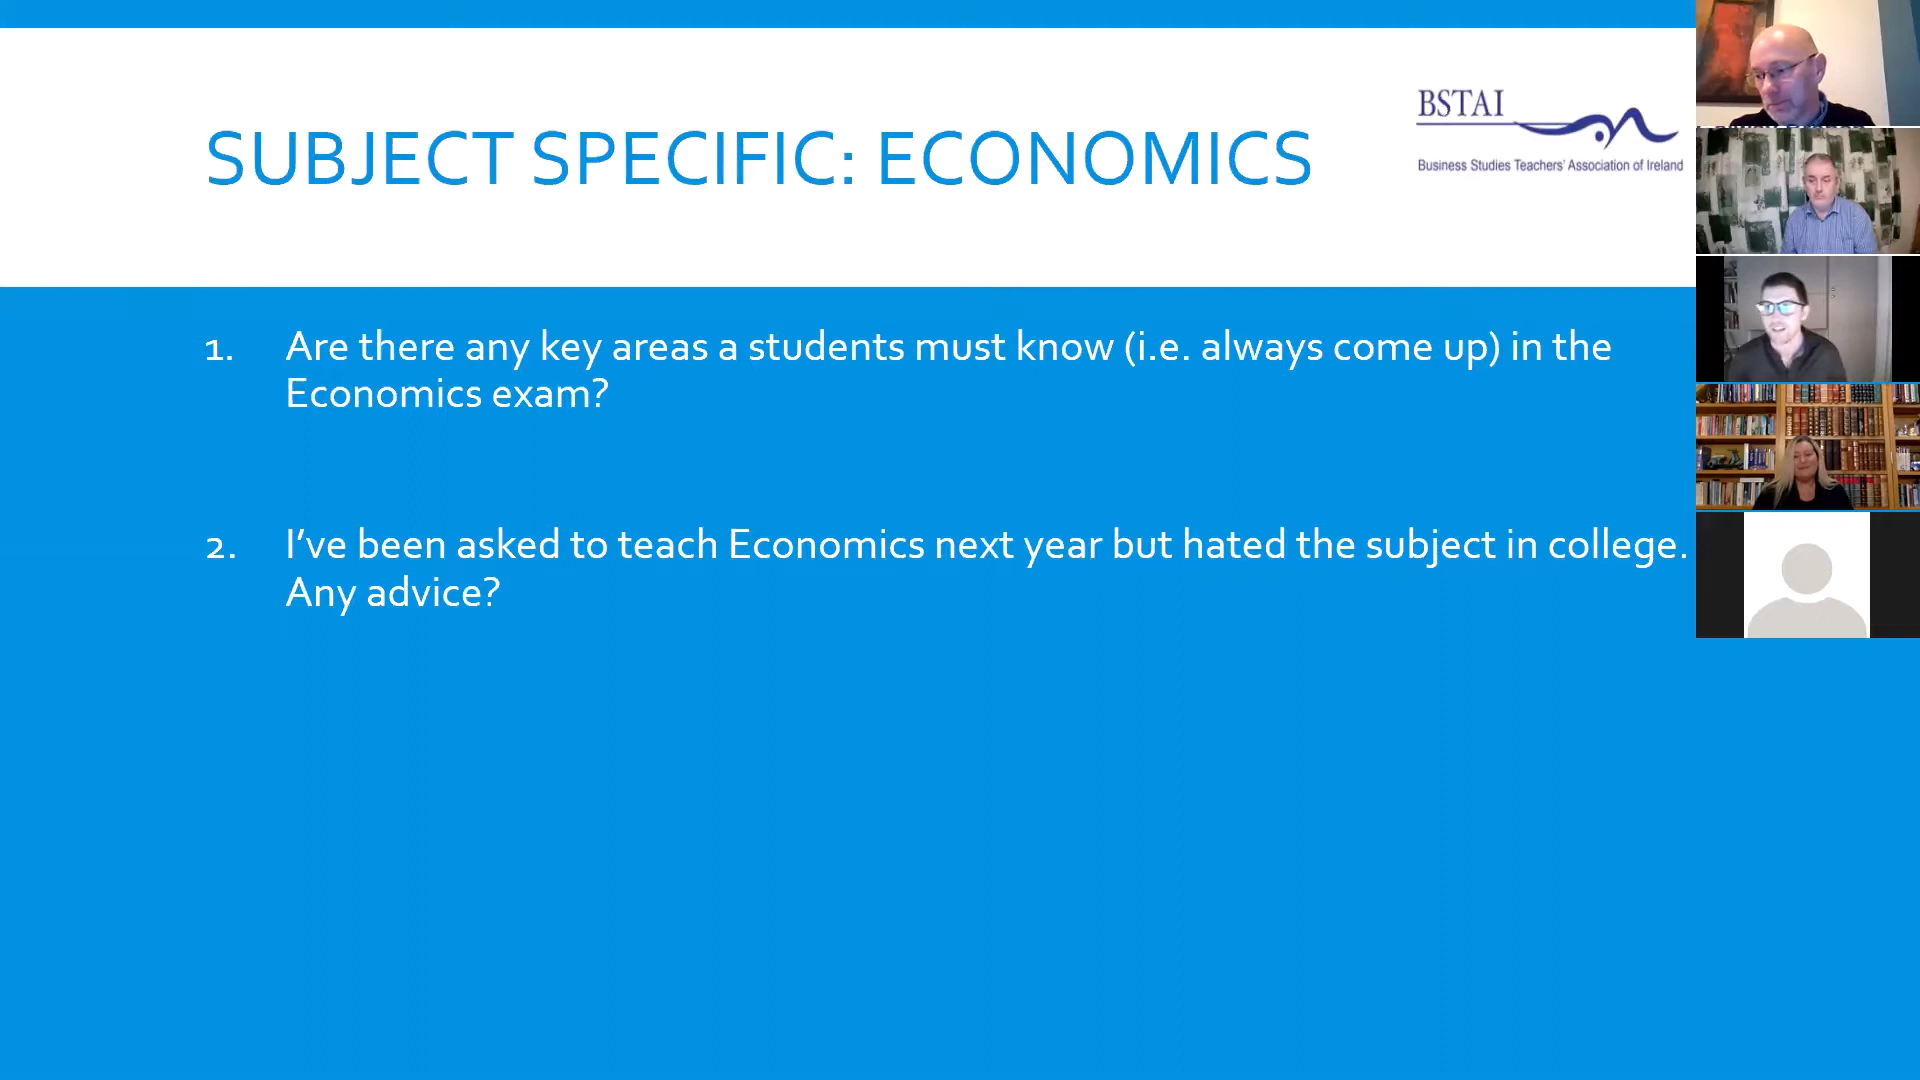 SUBJECT SPECIFIC: ECONOMICS
BSTAI
Business Studies Teachers' Association of Ireland
1. Are there any key areas a students must know (i.e. always come up) in the
Economics exam?
2. I've been asked to teach Economics next year but hated the subject in college.
Any advice?